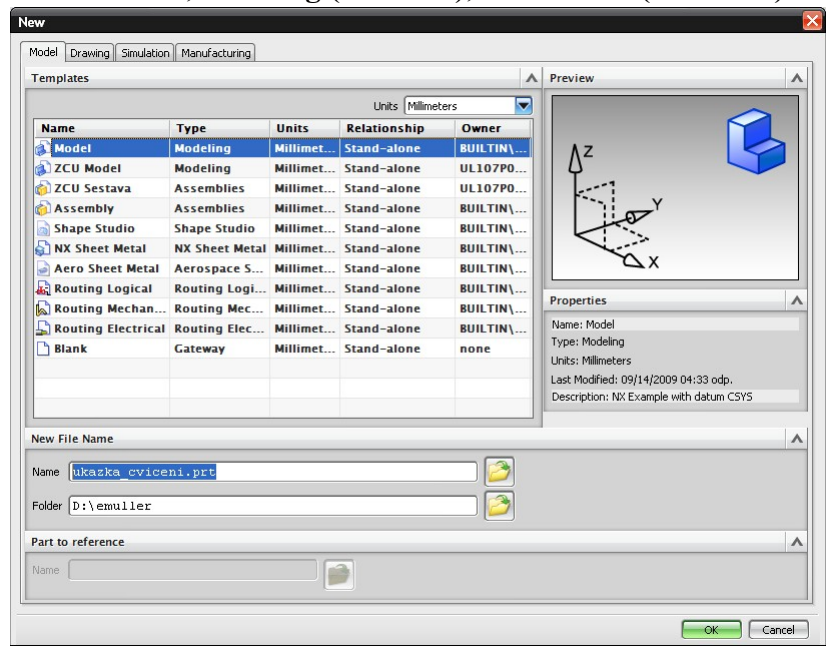 New
Model Drawing Simulation Manufacturing
Templates
Units Millimeters
Name Type Units Relationship Owner
Model Modeling Millimet... Stand-alone BUILTIN\...
ZCU Model Modeling Millimet... Stand-alone UL107P0...
ZCU Sestava Assemblies Millimet... Stand-alone UL107P0...
Assembly Assemblies Millimet... Stand-alone BUILTIN\...
Shape Studio Shape Studio Millimet... Stand-alone BUILTIN\...
NX Sheet Metal NX Sheet Metal Millimet... Stand-alone BUILTIN\...
Aero Sheet Metal Aerospace S... Millimet... Stand-alone BUILTIN\...
Routing Logical Routing Logi... Millimet... Stand-alone BUILTIN\...
Routing Mechan... Routing Mec... Millimet... Stand-alone BUILTIN\...
Routing Electrical Routing Elec... Millimet... Stand-alone BUILTIN\...
Blank Gateway Millimet... Stand-alone none
Preview
Z
Y
X
Properties
Name: Model
Type: Modeling
Units: Millimeters
Last Modified: 09/14/2009 04:33 odp.
Description: NX Example with datum CSYS
New File Name
Name ukazka_cviceni.prt
Folder D:\emuller
Part to reference
Name
OK Cancel